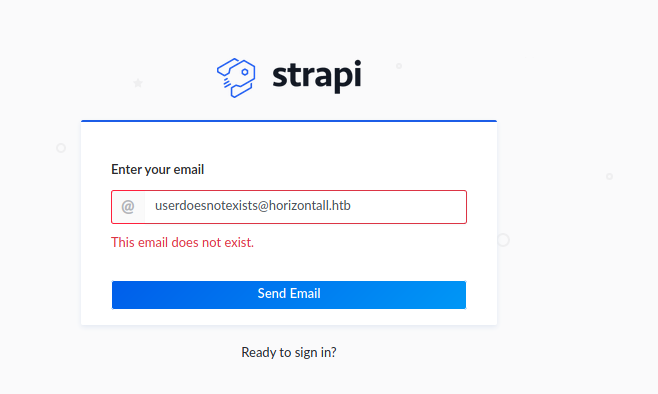 strapi
Enter your email
@ userdoesnotexists@horizontall.htb
This email does not exist.
Send Email
Ready to sign in?